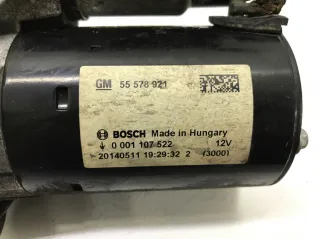 GM 55 578 921
BOSCH Made in Hungary
0 001 107 522 12V
20140511 19:29:32 2 (3000)